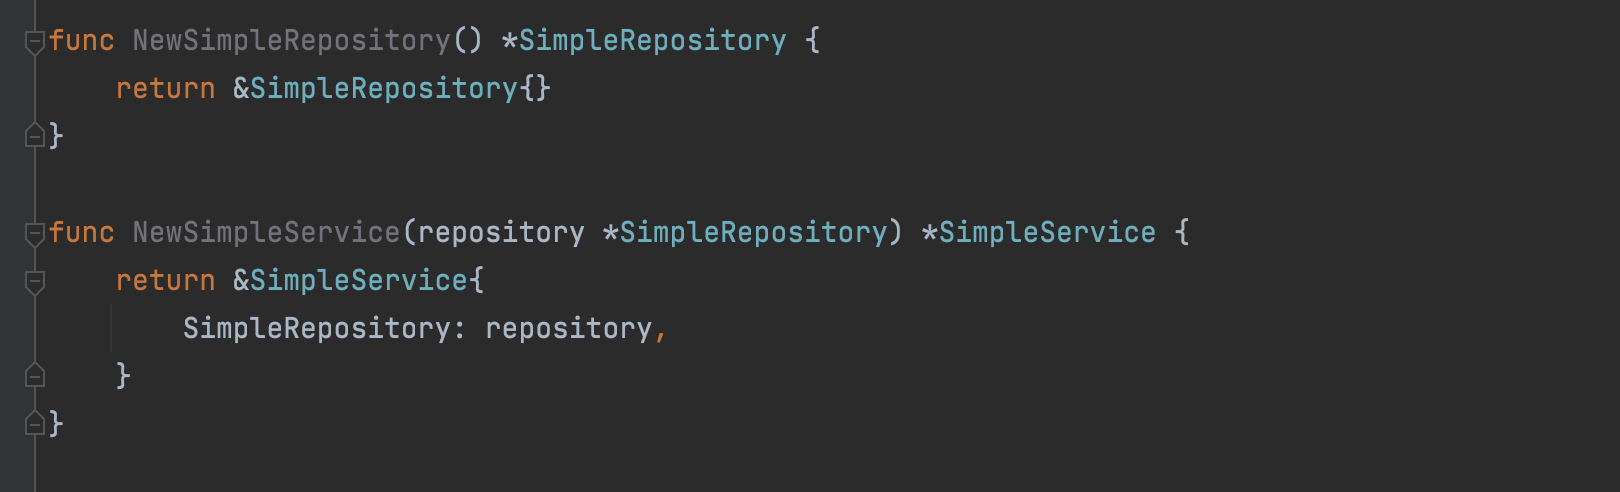 func NewSimpleRepository() *SimpleRepository {
    return &SimpleRepository{}
}

func NewSimpleService(repository *SimpleRepository) *SimpleService {
    return &SimpleService{
        SimpleRepository: repository,
    }
}